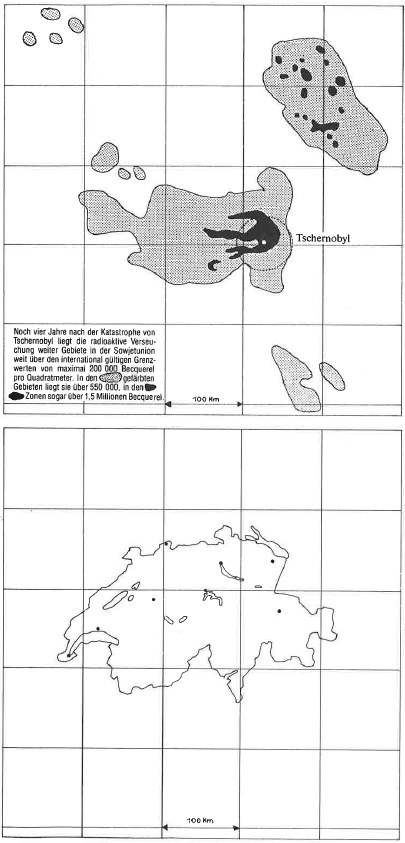 Tschernobyl
Noch vier Jahre nach der Katastrophe von
Tschernobyl liegt die radioaktive Verseu-
chung weiter Gebiete in der Sowjetunion
weit über den international gültigen Grenz-
werten von maximal 200 000 Becquerel
pro Quadratmeter. In den gefärbten
Gebieten liegt sie über 550 000, in den
Zonen sogar über 1,5 Millionen Becquerel.
100 Km
100 Km